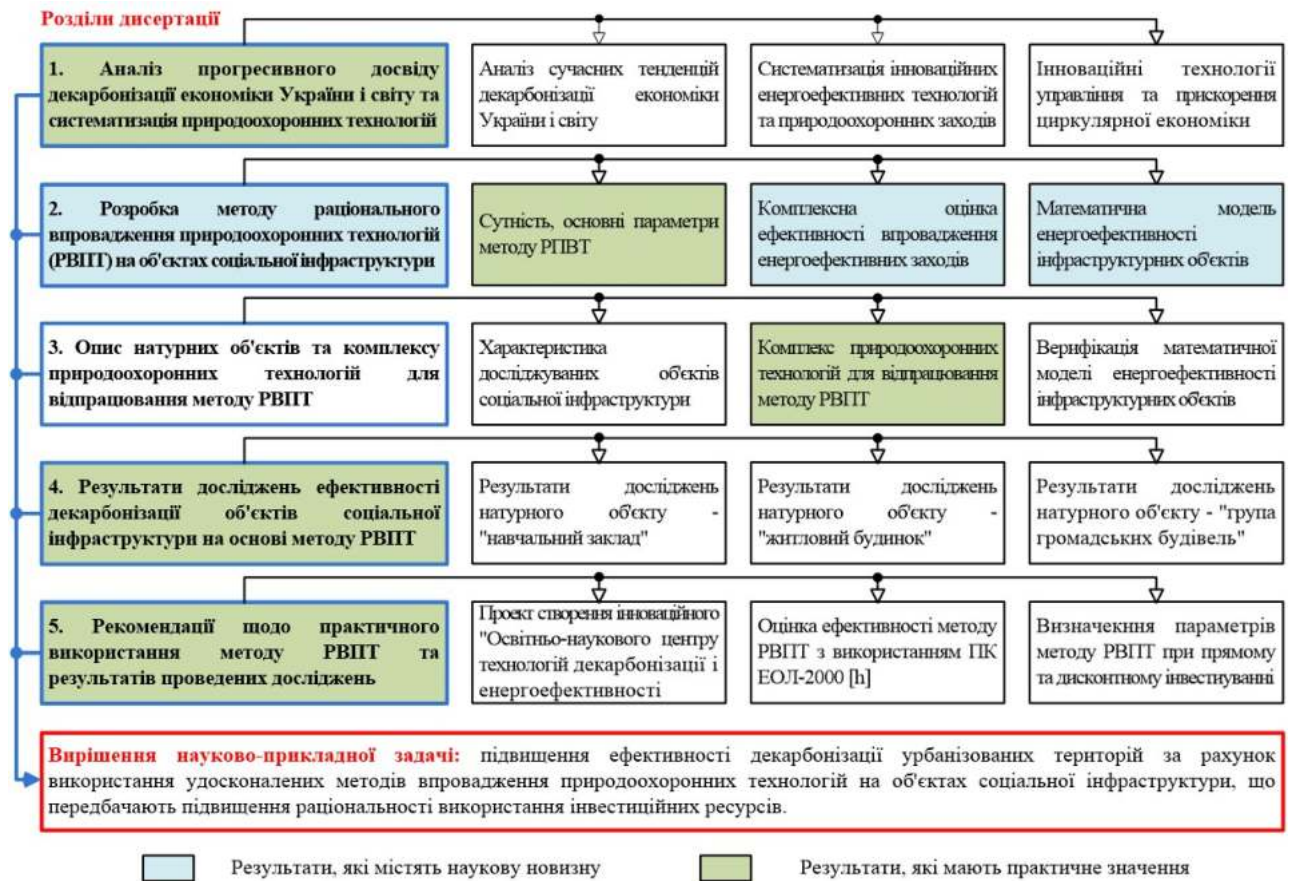 Розділи дисертації
1. Аналіз прогресивного досвіду
декарбонізації економіки України і світу та
систематизація природоохоронних технологій
Аналіз сучасних тенденцій
декарбонізації економіки
України і світу
Систематизація інноваційних
енергоефективних технологій
та природоохоронних заходів
Інноваційні технології
управління та прискорення
циркулярної економіки
2. Розробка методу раціонального
впровадження природоохоронних технологій
(РВПТ) на об'єктах соціальної інфраструктури
Сутність, основні параметри
методу РПВТ
Комплексна оцінка
ефективності впровадження
енергоефективних заходів
Математична модель
енергоефективності
інфраструктурних об'єктів
3. Опис натурних об'єктів та комплексу
природоохоронних технологій для
відпрацювання методу РВПТ
Характеристика
досліджуваних об'єктів
соціальної інфраструктури
Комплекс природоохоронних
технологій для відпрацювання
методу РВПТ
Верифікація математичної
моделі енергоефективності
інфраструктурних об'єктів
4. Результати досліджень ефективності
декарбонізації об'єктів соціальної
інфраструктури на основі методу РВПТ
Результати досліджень
натурного об'єкту -
"навчальний заклад"
Результати досліджень
натурного об'єкту -
"житловий будинок"
Результати досліджень
натурного об'єкту - "група
громадських будівель"
5. Рекомендації щодо практичного
використання методу РВПТ та
результатів проведених досліджень
Проект створення інноваційного
"Освітньо-наукового центру
технологій декарбонізації і
енергоефективності
Оцінка ефективності методу
РВПТ з використанням ПК
ЕОЛ-2000 [h]
Визначекння параметрів
методу РВПТ при прямому
та дисконтному інвестиуванні
Вирішення науково-прикладної задачі: підвищення ефективності декарбонізації урбанізованих територій за рахунок
використання удосконалених методів впровадження природоохоронних технологій на об'єктах соціальної інфраструктури, що
передбачають підвищення раціональності використання інвестиційних ресурсів.
Результати, які містять наукову новизну
Результати, які мають практичне значення